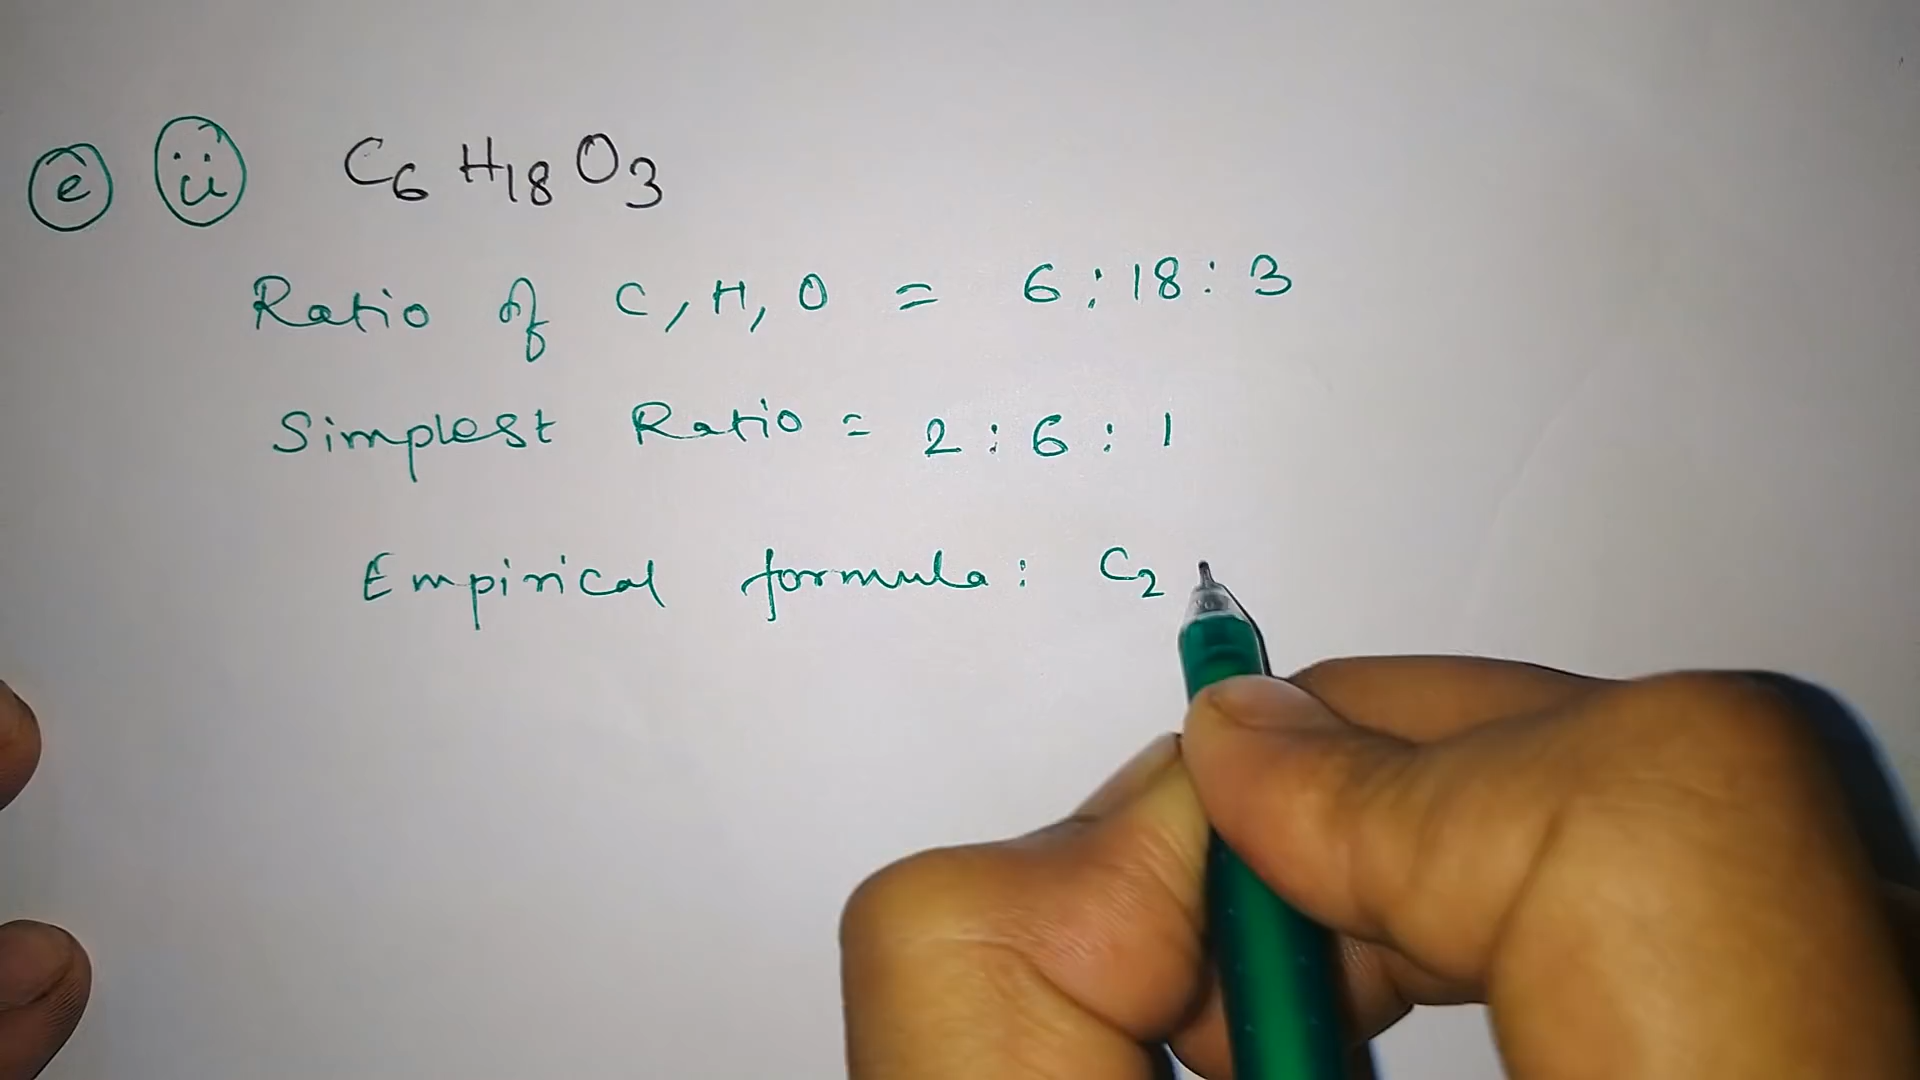 e ii C6 H18 O3
Ratio of C, H, O = 6 : 18 : 3
Simplest Ratio = 2 : 6 : 1
Empirical formula : C2